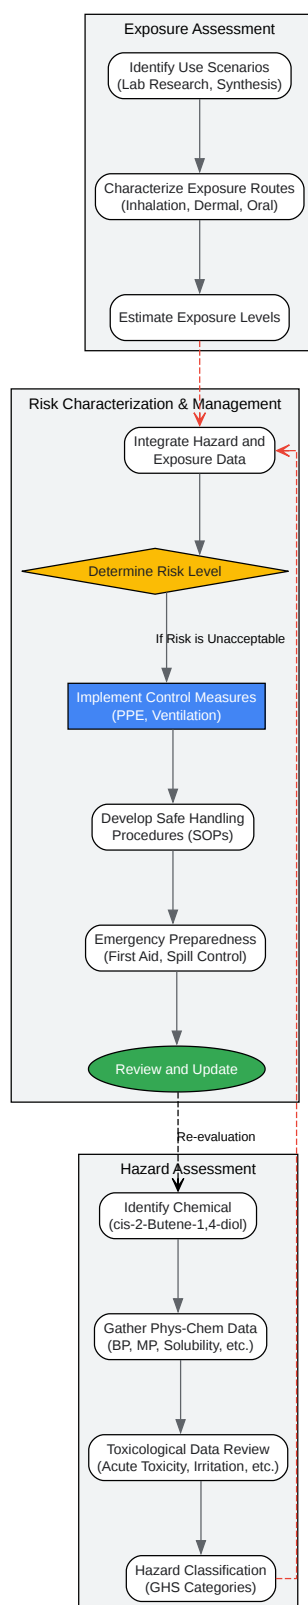 Exposure Assessment
Identify Use Scenarios
(Lab Research, Synthesis)
Characterize Exposure Routes
(Inhalation, Dermal, Oral)
Estimate Exposure Levels
Risk Characterization & Management
Integrate Hazard and
Exposure Data
Determine Risk Level
If Risk is Unacceptable
Implement Control Measures
(PPE, Ventilation)
Develop Safe Handling
Procedures (SOPs)
Emergency Preparedness
(First Aid, Spill Control)
Review and Update
Re-evaluation
Hazard Assessment
Identify Chemical
(cis-2-Butene-1,4-diol)
Gather Phys-Chem Data
(BP, MP, Solubility, etc.)
Toxicological Data Review
(Acute Toxicity, Irritation, etc.)
Hazard Classification
(GHS Categories)